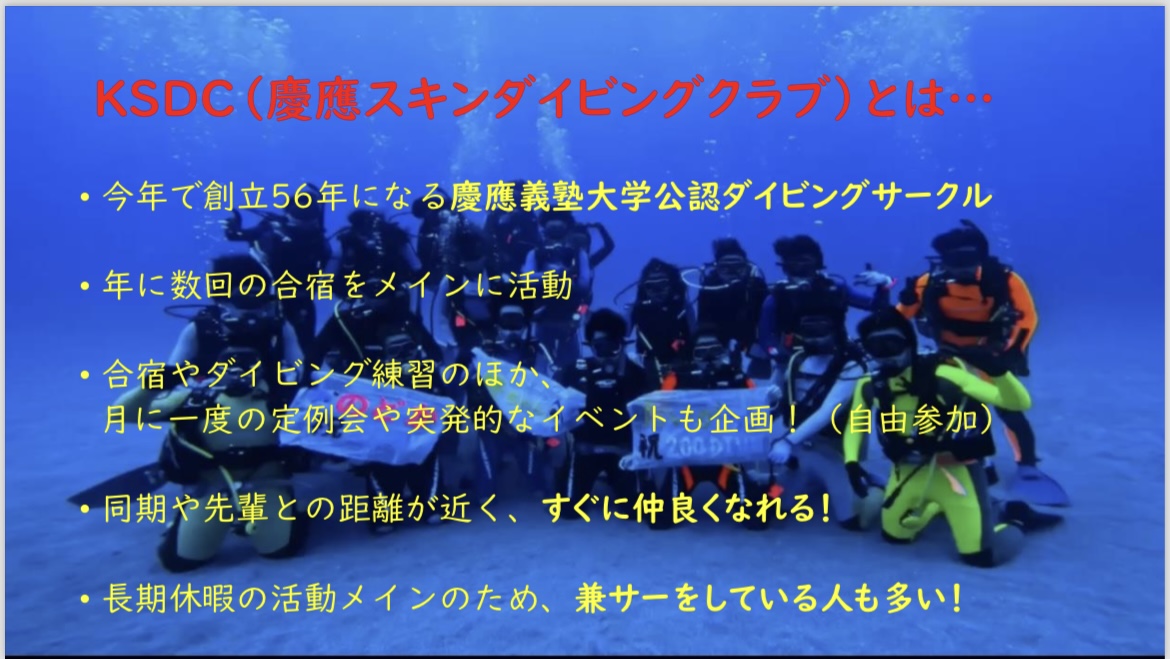 KSDC（慶應スキンダイビングクラブ）とは…
• 今年で創立56年になる慶應義塾大学公認ダイビングサークル
• 年に数回の合宿をメインに活動
• 合宿やダイビング練習のほか、
月に一度の定例会や突発的なイベントも企画！（自由参加）
• 同期や先輩との距離が近く、すぐに仲良くなれる！
• 長期休暇の活動メインのため、兼サーをしている人も多い！
祝 200 DIVE